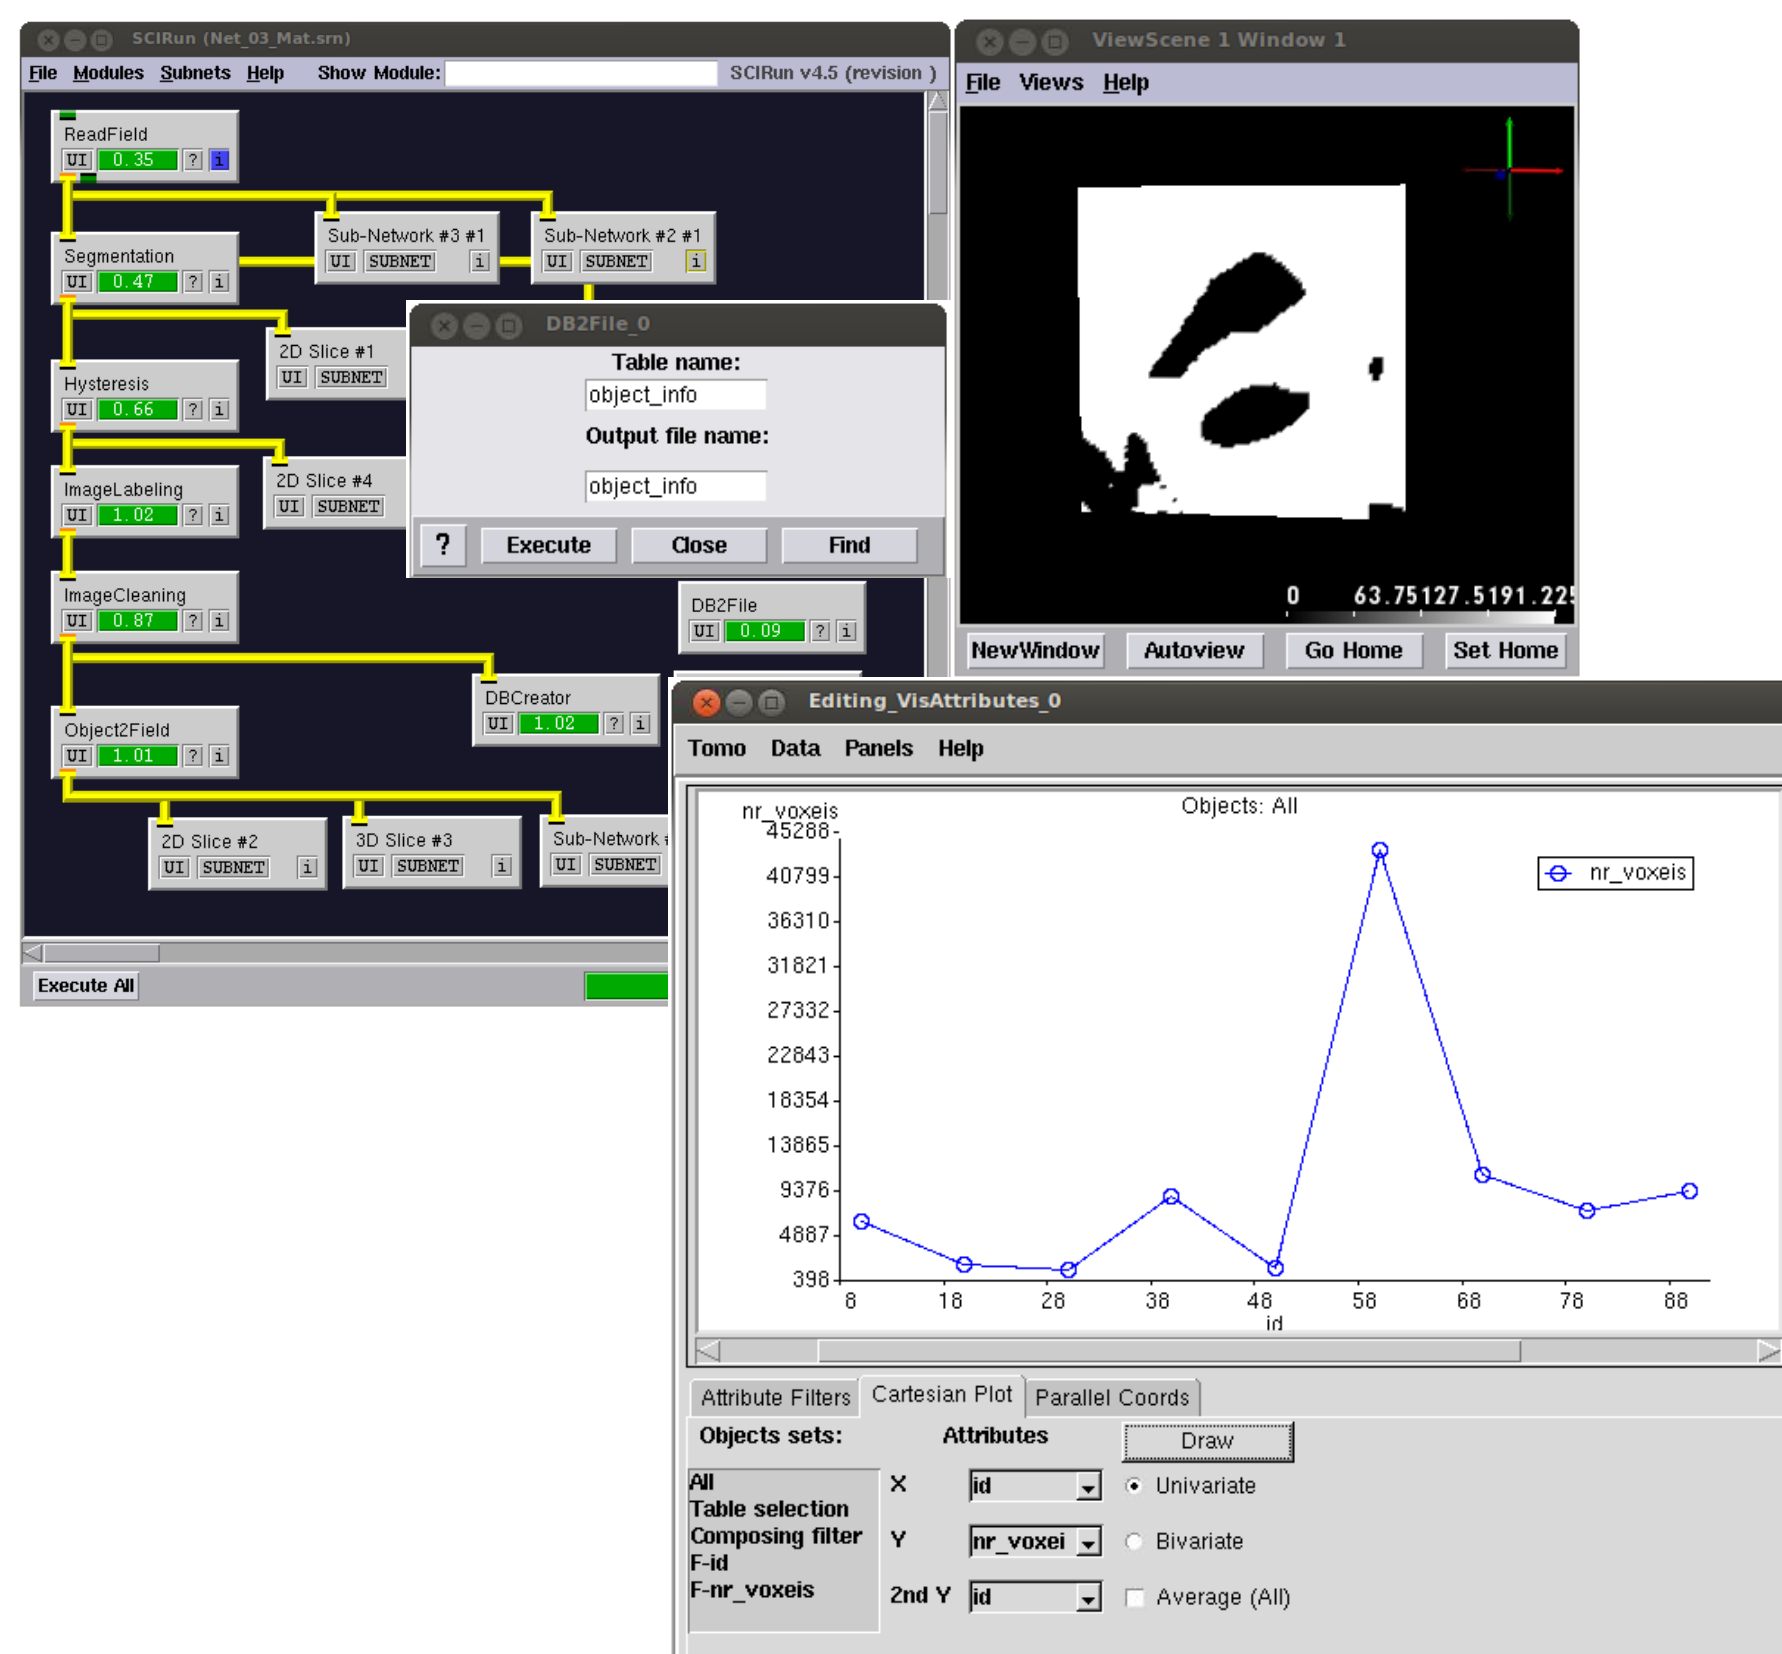 SCIRun (Net_03_Mat.srn)
File Modules Subnets Help Show Module: SCIRun v4.5 (revision )
ReadField
UI 0.35 ? i
Sub-Network #3 #1
UI SUBNET i
Sub-Network #2 #1
UI SUBNET i
Segmentation
UI 0.47 ? i
2D Slice #1
UI SUBNET
Hysteresis
UI 0.66 ? i
2D Slice #4
UI SUBNET
ImageLabeling
UI 1.02 ? i
ImageCleaning
UI 0.87 ? i
DB2File
UI 0.09 ? i
DBCreator
UI 1.02 ? i
Object2Field
UI 1.01 ? i
2D Slice #2
UI SUBNET i
3D Slice #3
UI SUBNET i
Sub-Network
UI SUBNET
Execute All
DB2File_0
Table name:
object_info
Output file name:
object_info
? Execute Close Find
ViewScene 1 Window 1
File Views Help
0 63.75127.5191.225
NewWindow Autoview Go Home Set Home
Editing_VisAttributes_0
Tomo Data Panels Help
Objects: All
nr_voxeis
45288
40799
36310
31821
27332
22843
18354
13865
9376
4887
398
nr_voxeis
8 18 28 38 48 58 68 78 88
id
Attribute Filters Cartesian Plot Parallel Coords
Objects sets: Attributes Draw
All
Table selection
Composing filter
F-id
F-nr_voxeis
X id Univariate
Y nr_voxei Bivariate
2nd Y id Average (All)